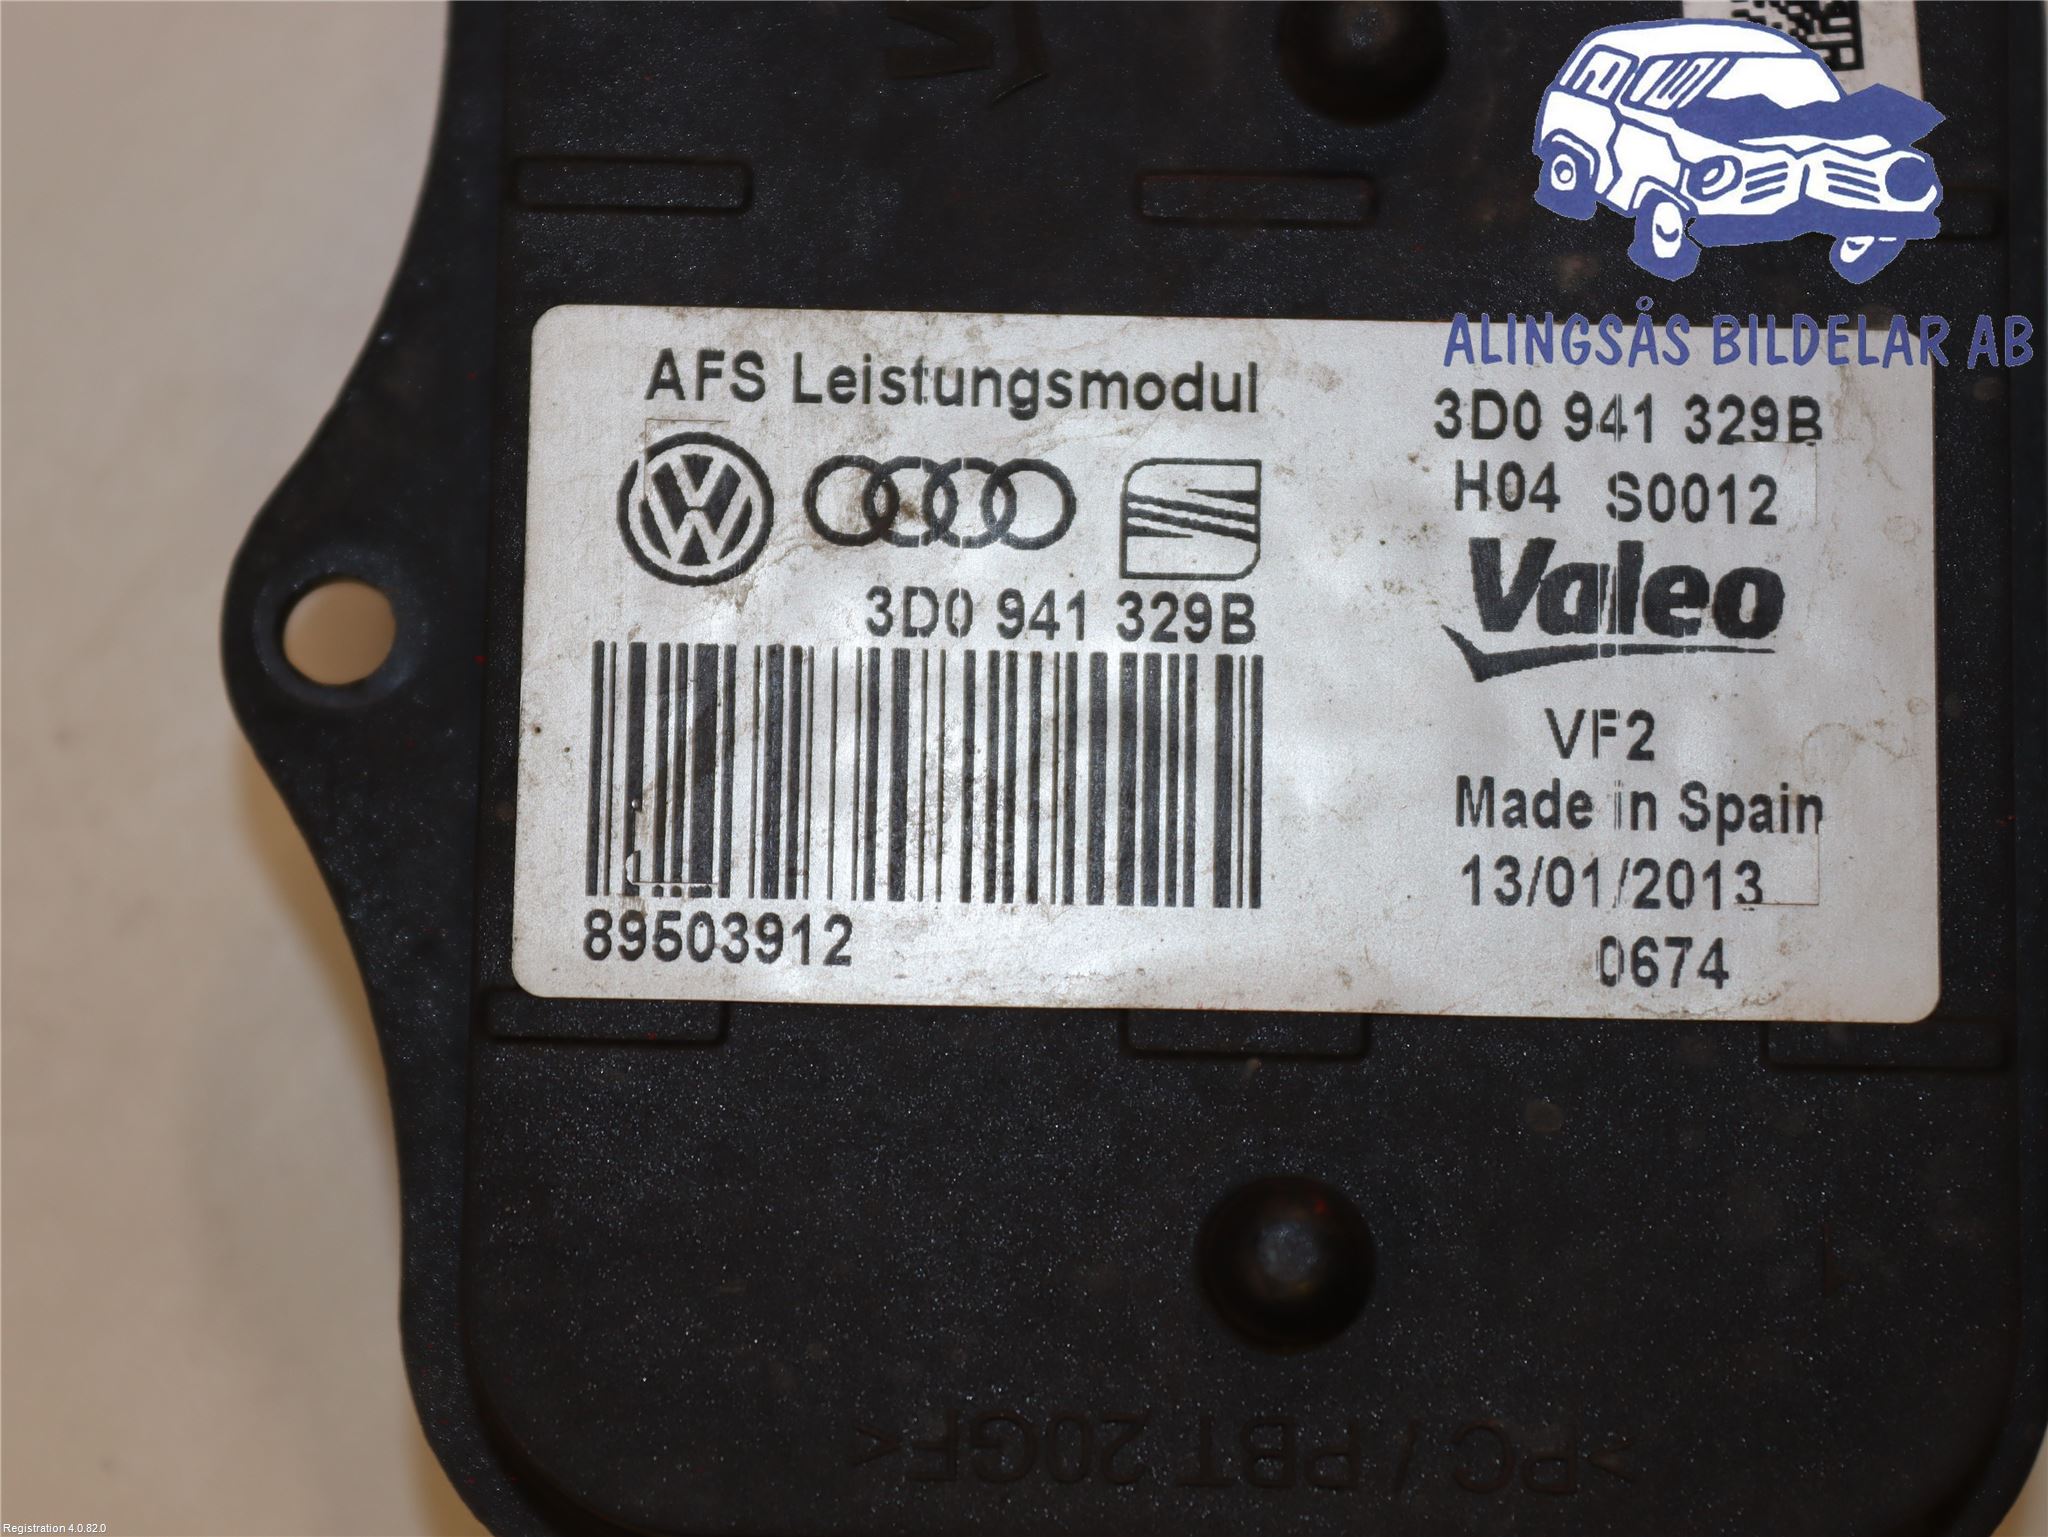 ALINGSÅS BILDELAR AB
AFS Leistungsmodul
3D0 941 329B
H04 S0012
Valeo
3D0 941 329B
VF2
Made in Spain
13/01/2013
89503912
0674
>PC / PBT 20GF<
Registration 4.0.82.0